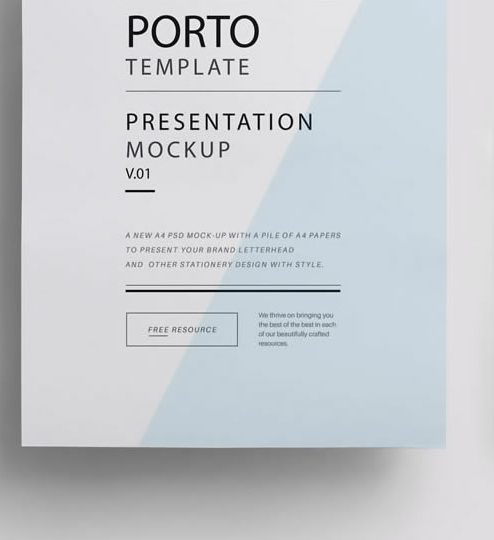 PORTO
TEMPLATE
PRESENTATION
MOCKUP
V.01
A NEW A4 PSD MOCK-UP WITH A PILE OF A4 PAPERS
TO PRESENT YOUR BRAND LETTERHEAD
AND OTHER STATIONERY DESIGN WITH STYLE.
FREE RESOURCE
We thrive on bringing you
the best of the best in each
of our beautifully crafted
resources.